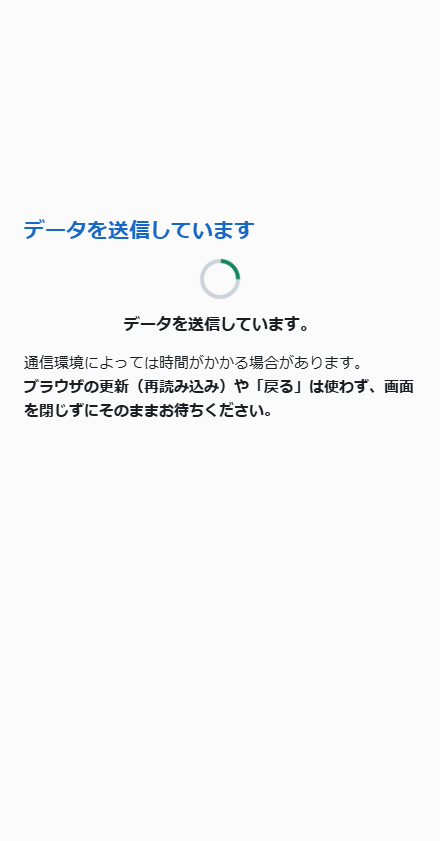 データを送信しています
データを送信しています。
通信環境によっては時間がかかる場合があります。
ブラウザの更新（再読み込み）や「戻る」は使わず、画面
を閉じずにそのままお待ちください。